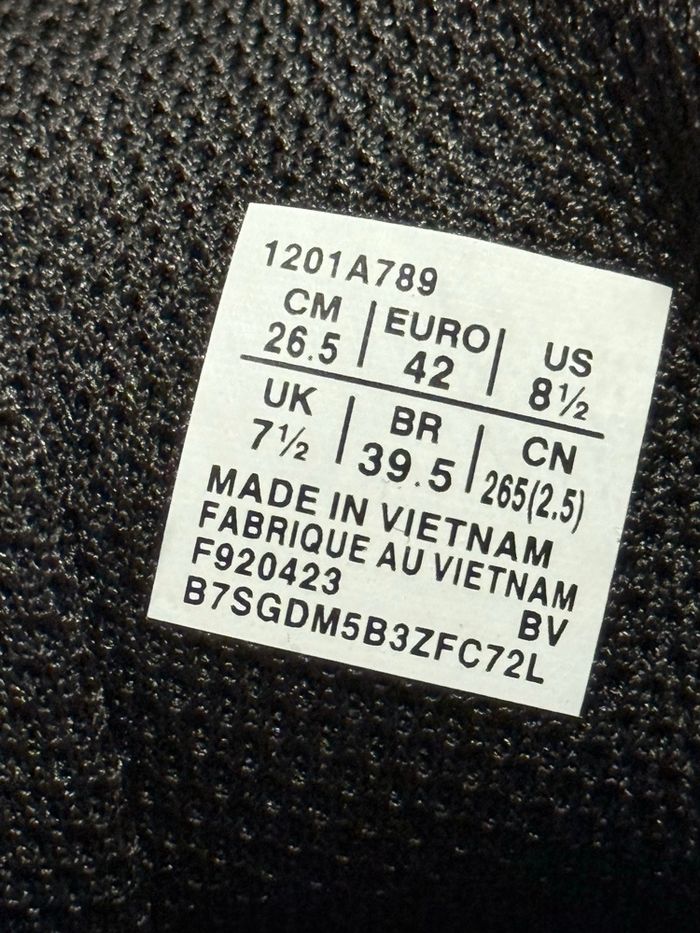 1201A789
CM | EURO | US
26.5 | 42 | 8½
UK | BR | CN
7½ | 39.5 | 265(2.5)
MADE IN VIETNAM
FABRIQUE AU VIETNAM
F920423 BV
B7SGDM5B3ZFC72L